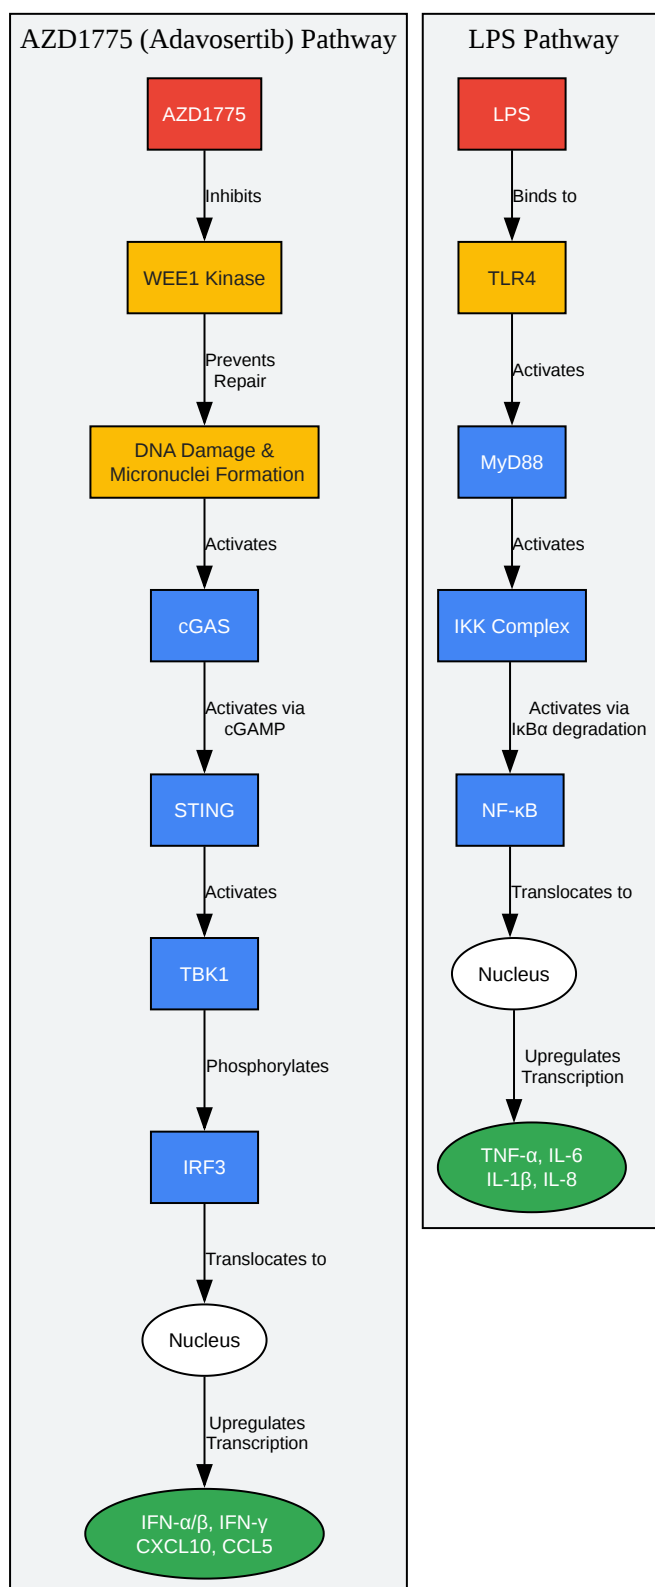 AZD1775 (Adavosertib) Pathway
AZD1775
Inhibits
WEE1 Kinase
Prevents
Repair
DNA Damage &
Micronuclei Formation
Activates
cGAS
Activates via
cGAMP
STING
Activates
TBK1
Phosphorylates
IRF3
Translocates to
Nucleus
Upregulates
Transcription
IFN-α/β, IFN-γ
CXCL10, CCL5
LPS Pathway
LPS
Binds to
TLR4
Activates
MyD88
Activates
IKK Complex
Activates via
IκBα degradation
NF-κB
Translocates to
Nucleus
Upregulates
Transcription
TNF-α, IL-6
IL-1β, IL-8